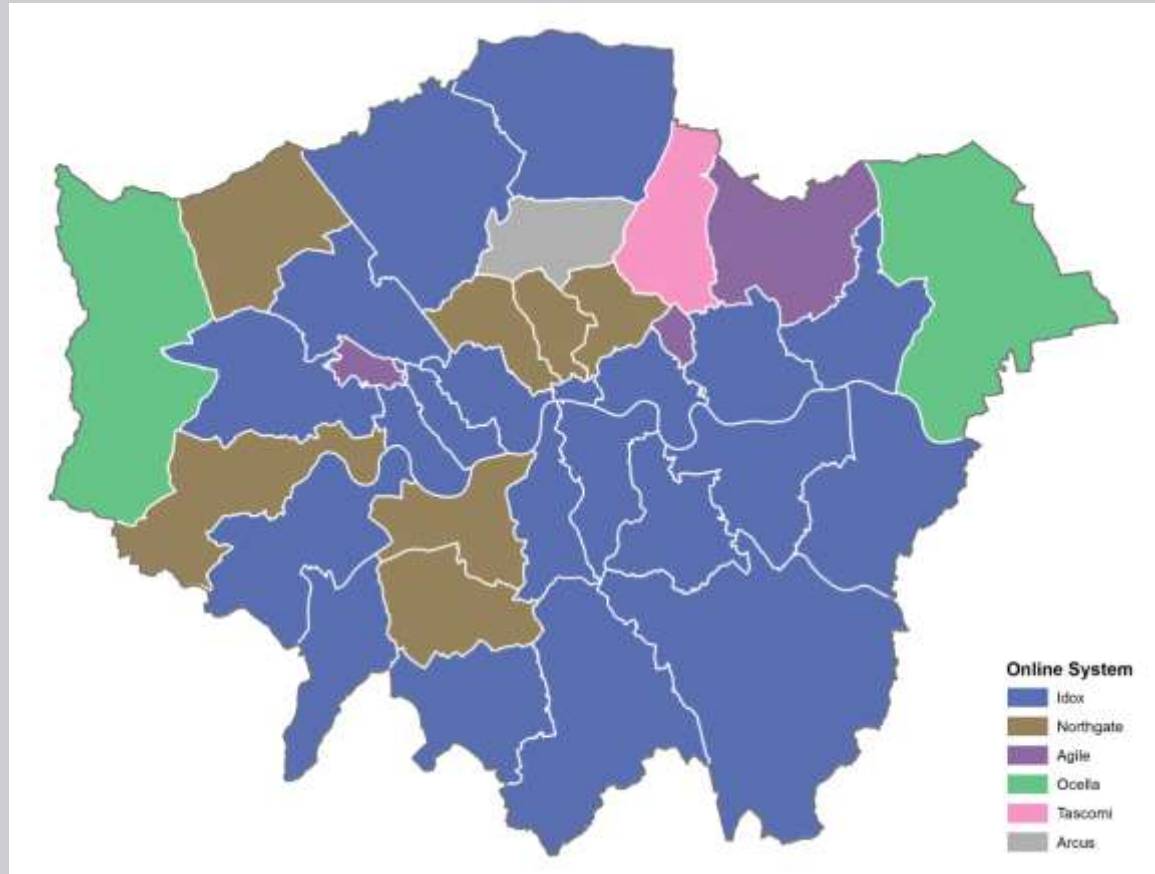 Online System
Idox
Northgate
Agile
Ocella
Tascomi
Arcus